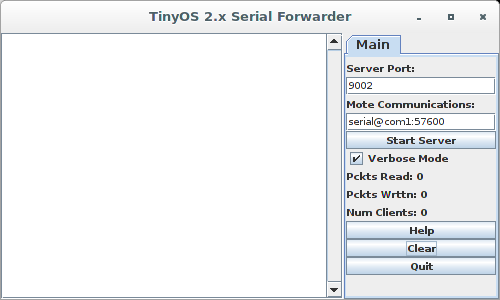 TinyOS 2.x Serial Forwarder
Main
Server Port:
9002
Mote Communications:
serial@com1:57600
Start Server
Verbose Mode
Pckts Read: 0
Pckts Wrttn: 0
Num Clients: 0
Help
Clear
Quit